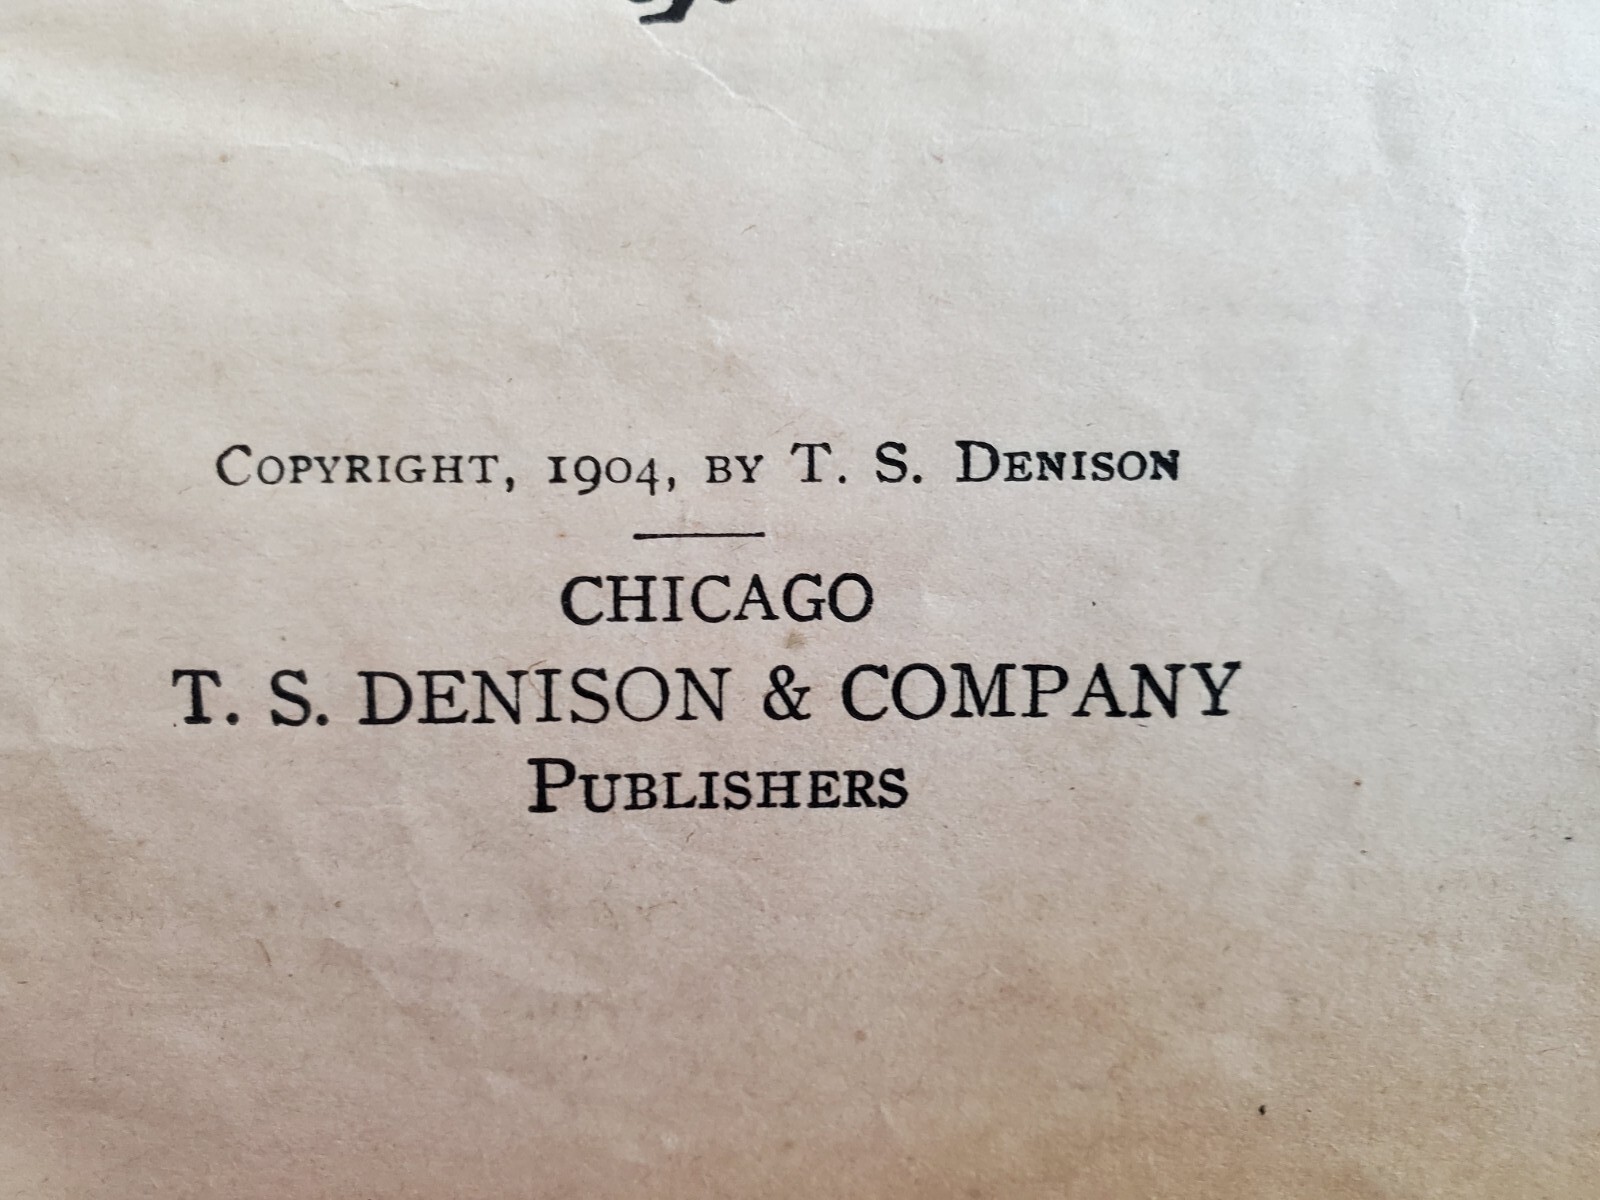 Copyright, 1904, by T. S. Denison
CHICAGO
T. S. DENISON & COMPANY
Publishers